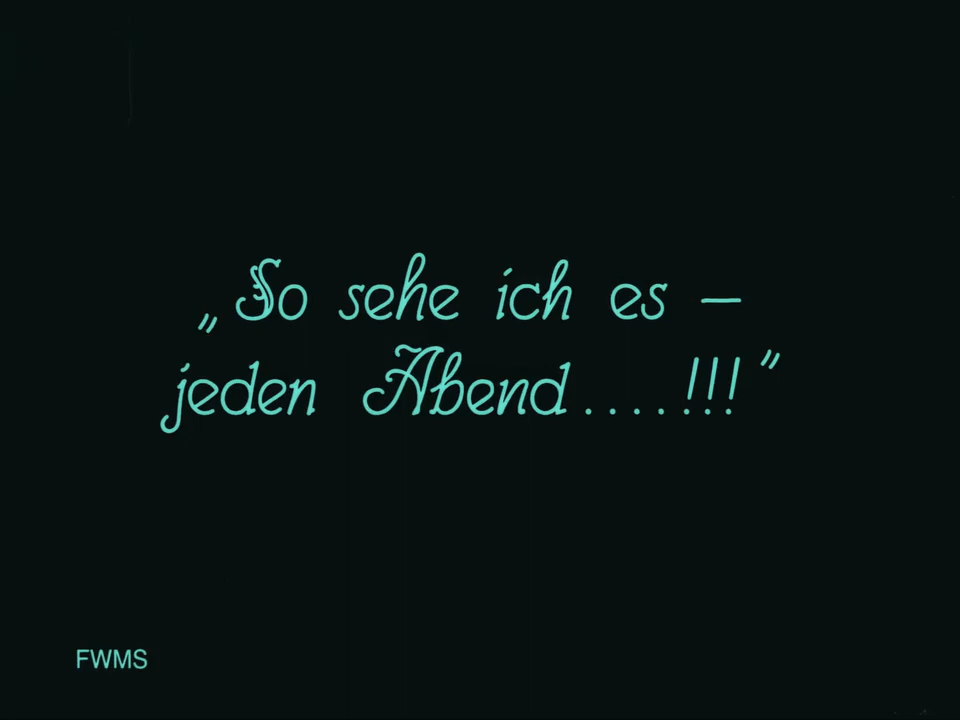 „So sehe ich es –
jeden Abend....!!!”
FWMS